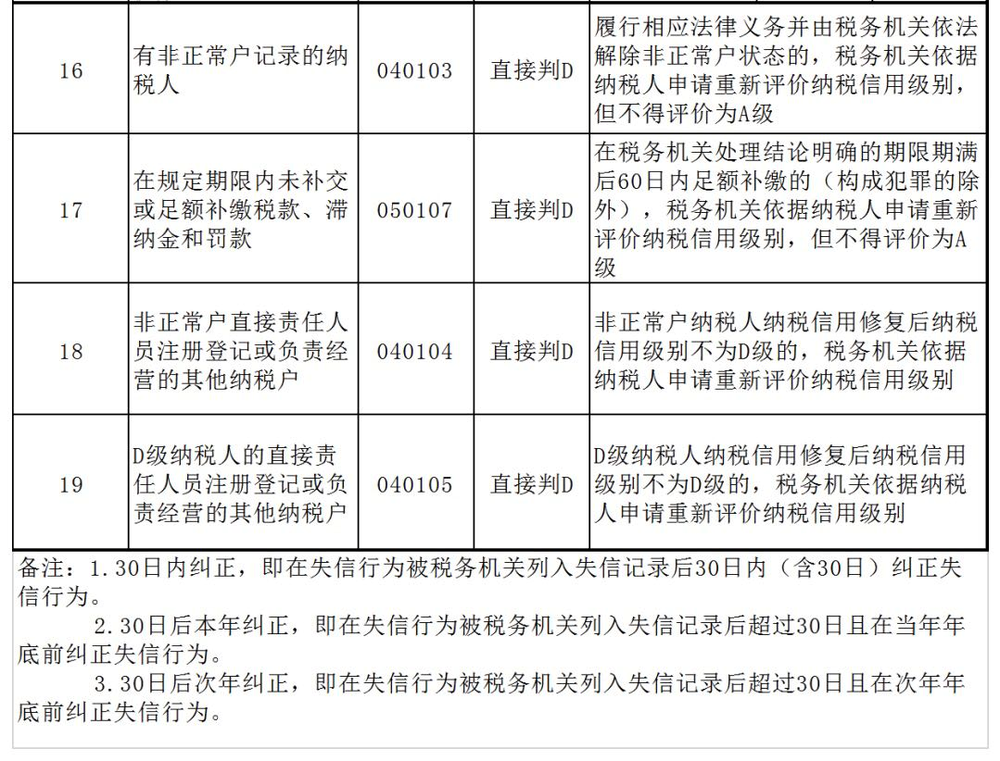 16
有非正常户记录的纳
税人
040103
直接判D
履行相应法律义务并由税务机关依法
解除非正常户状态的，税务机关依据
纳税人申请重新评价纳税信用级别，
但不得评价为A级
17
在规定期限内未补交
或足额补缴税款、滞
纳金和罚款
050107
直接判D
在税务机关处理结论明确的期限期满
后60日内足额补缴的（构成犯罪的除
外），税务机关依据纳税人申请重新
评价纳税信用级别，但不得评价为A
级
18
非正常户直接责任人
员注册登记或负责经
营的其他纳税户
040104
直接判D
非正常户纳税人纳税信用修复后纳税
信用级别不为D级的，税务机关依据
纳税人申请重新评价纳税信用级别
19
D级纳税人的直接责
任人员注册登记或负
责经营的其他纳税户
040105
直接判D
D级纳税人纳税信用修复后纳税信用
级别不为D级的，税务机关依据纳税
人申请重新评价纳税信用级别
备注：1.30日内纠正，即在失信行为被税务机关列入失信记录后30日内（含30日）纠正失
信行为。
2.30日后本年纠正，即在失信行为被税务机关列入失信记录后超过30日且在当年年
底前纠正失信行为。
3.30日后次年纠正，即在失信行为被税务机关列入失信记录后超过30日且在次年年
底前纠正失信行为。